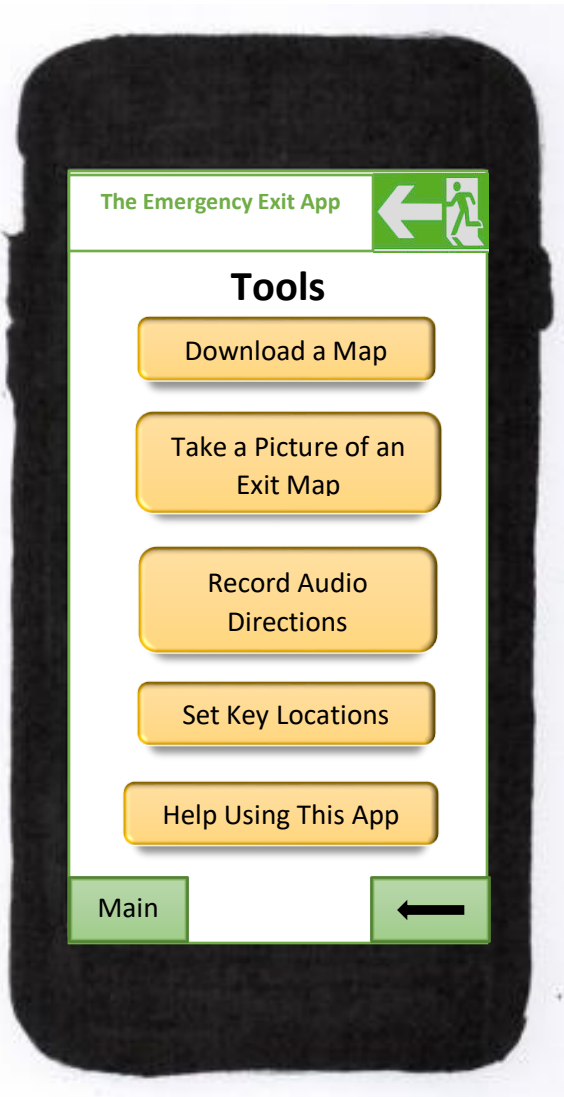 The Emergency Exit App
Tools
Download a Map
Take a Picture of an
Exit Map
Record Audio
Directions
Set Key Locations
Help Using This App
Main